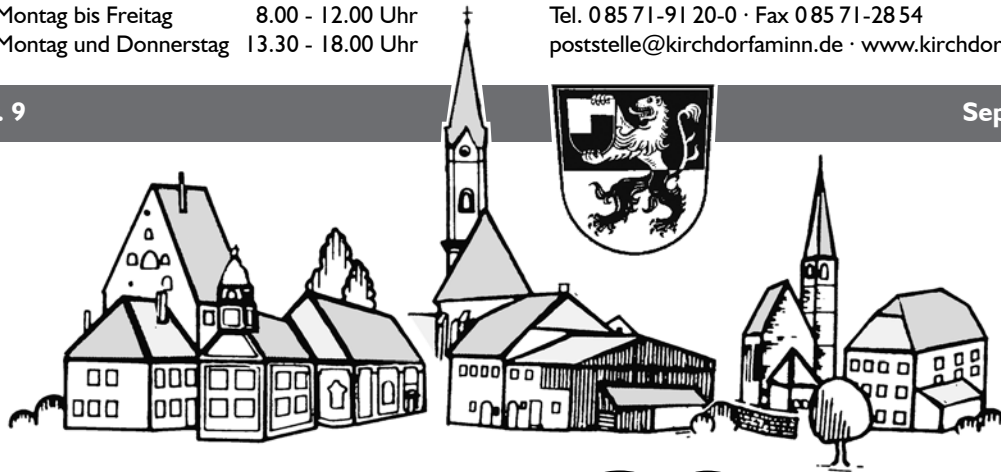 Montag bis Freitag 8.00 - 12.00 Uhr
Montag und Donnerstag 13.30 - 18.00 Uhr
Tel. 0 85 71-91 20-0 · Fax 0 85 71-28 54
poststelle@kirchdorfaminn.de · www.kirchdor
. 9
Sep